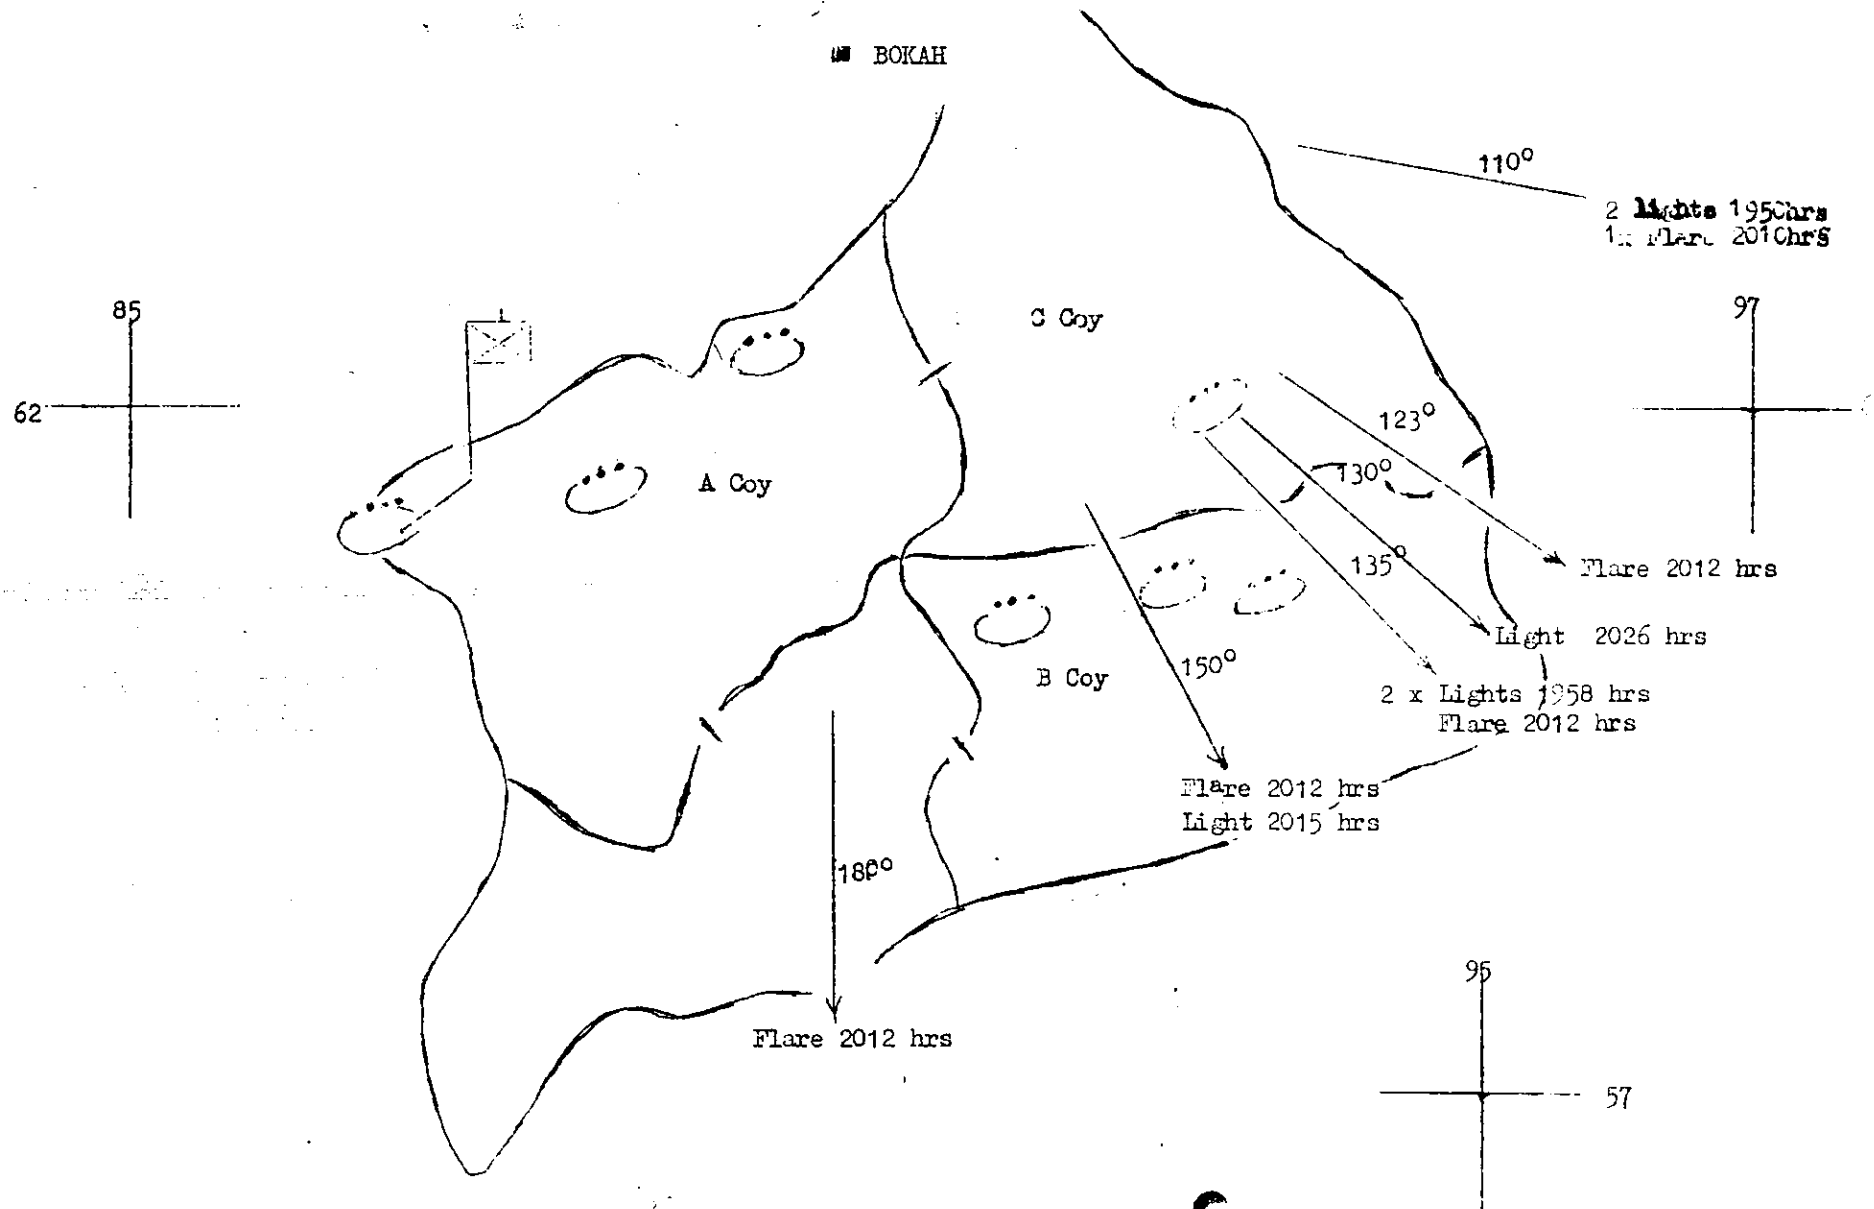 BOKAH
110°
2 lights 1950hrs
1x Flare 2010hrs
85
97
C Coy
62
123°
130°
A Coy
135°
Flare 2012 hrs
Light 2026 hrs
150°
B Coy
2 x Lights 1958 hrs
Flare 2012 hrs
Flare 2012 hrs
Light 2015 hrs
180°
95
Flare 2012 hrs
57